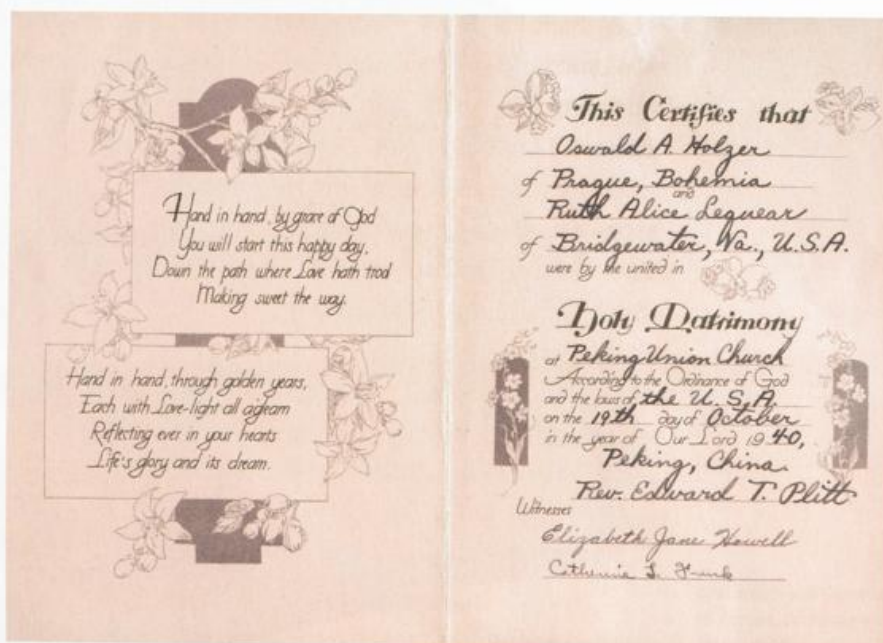 Hand in hand, by grace of God
You will start this happy day,
Down the path where Love hath trod
Making sweet the way.
Hand in hand, through golden years,
Each with Love-light all agleam
Reflecting ever in your hearts
Life's glory and its dream.
This Certifies that
Oswald A. Holzer
of Prague, Bohemia
and
Ruth Alice Lequear
of Bridgewater, Va., U.S.A.
were by me united in
Holy Matrimony
at Peking Union Church
According to the Ordinance of God
and the laws of the U.S.A.
on the 19th day of October
in the year of Our Lord 1940,
Peking, China
Rev. Edward T. Plitt
Witnesses
Elizabeth Jane Howell
Catherine L. Funk